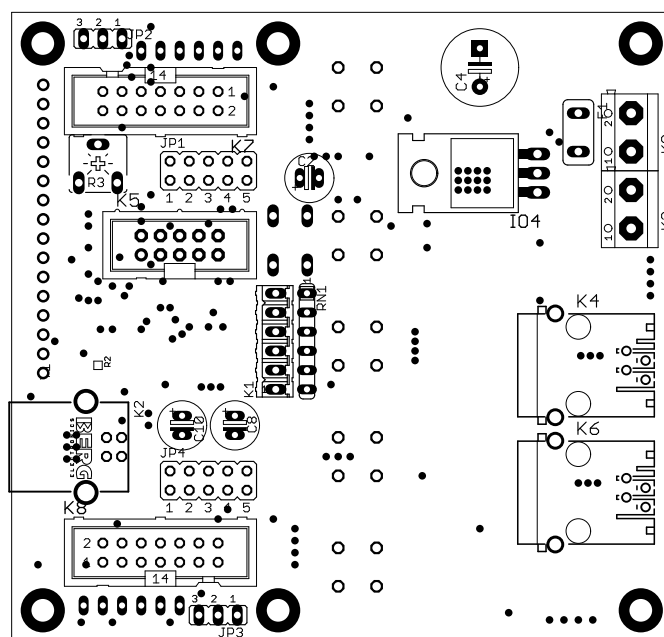 3 2 1
JP2
14
1
2
JP1
K7
R3
1 2 3 4 5
K5
C4
+
F1
2
1
2
1
IO4
+
1
RN1
K4
R2
K1
K2
BERG
ELECTRONICS
+
C10
+
C8
K6
JP4
1 2 3 4 5
K8
2
14
3 2 1
JP3